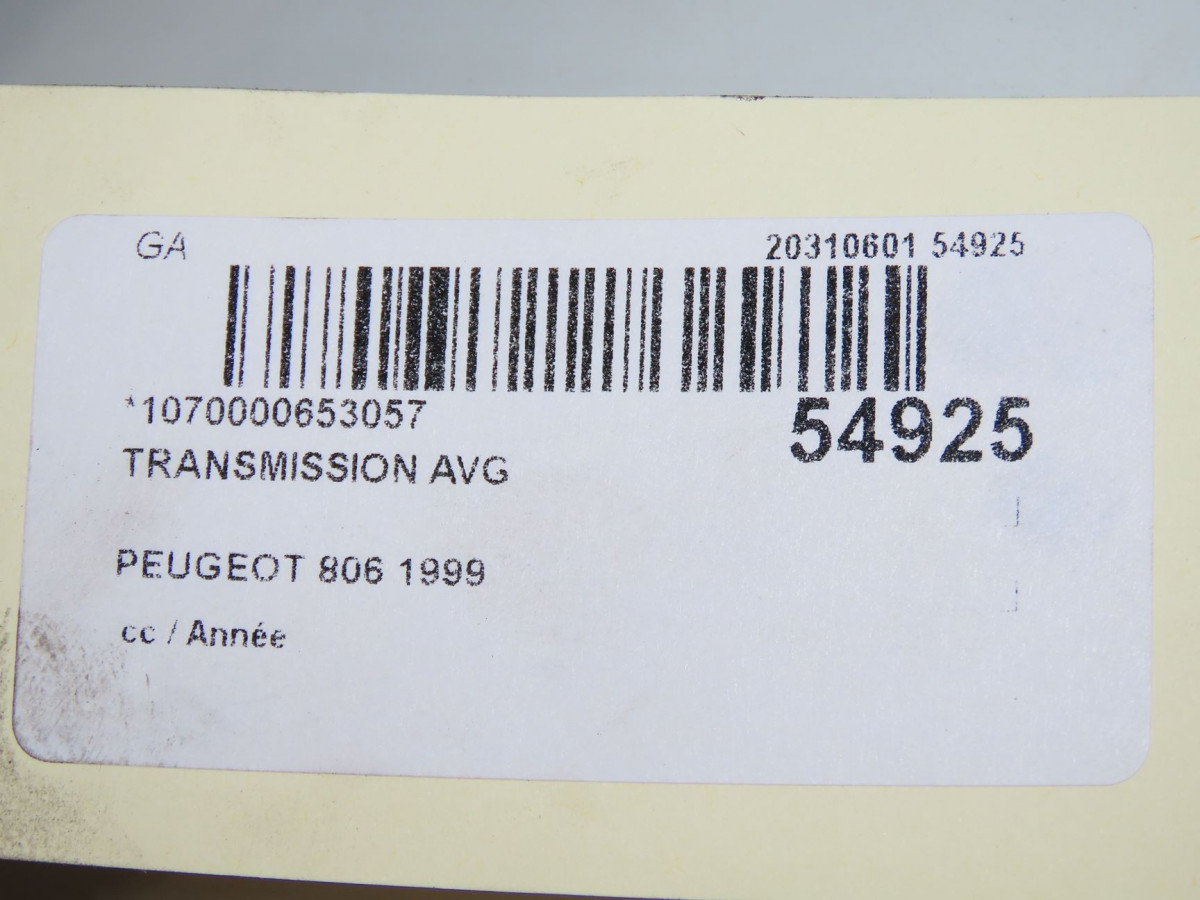 GA
20310601 54925
*1070000653057
54925
TRANSMISSION AVG
PEUGEOT 806 1999
cc / Année